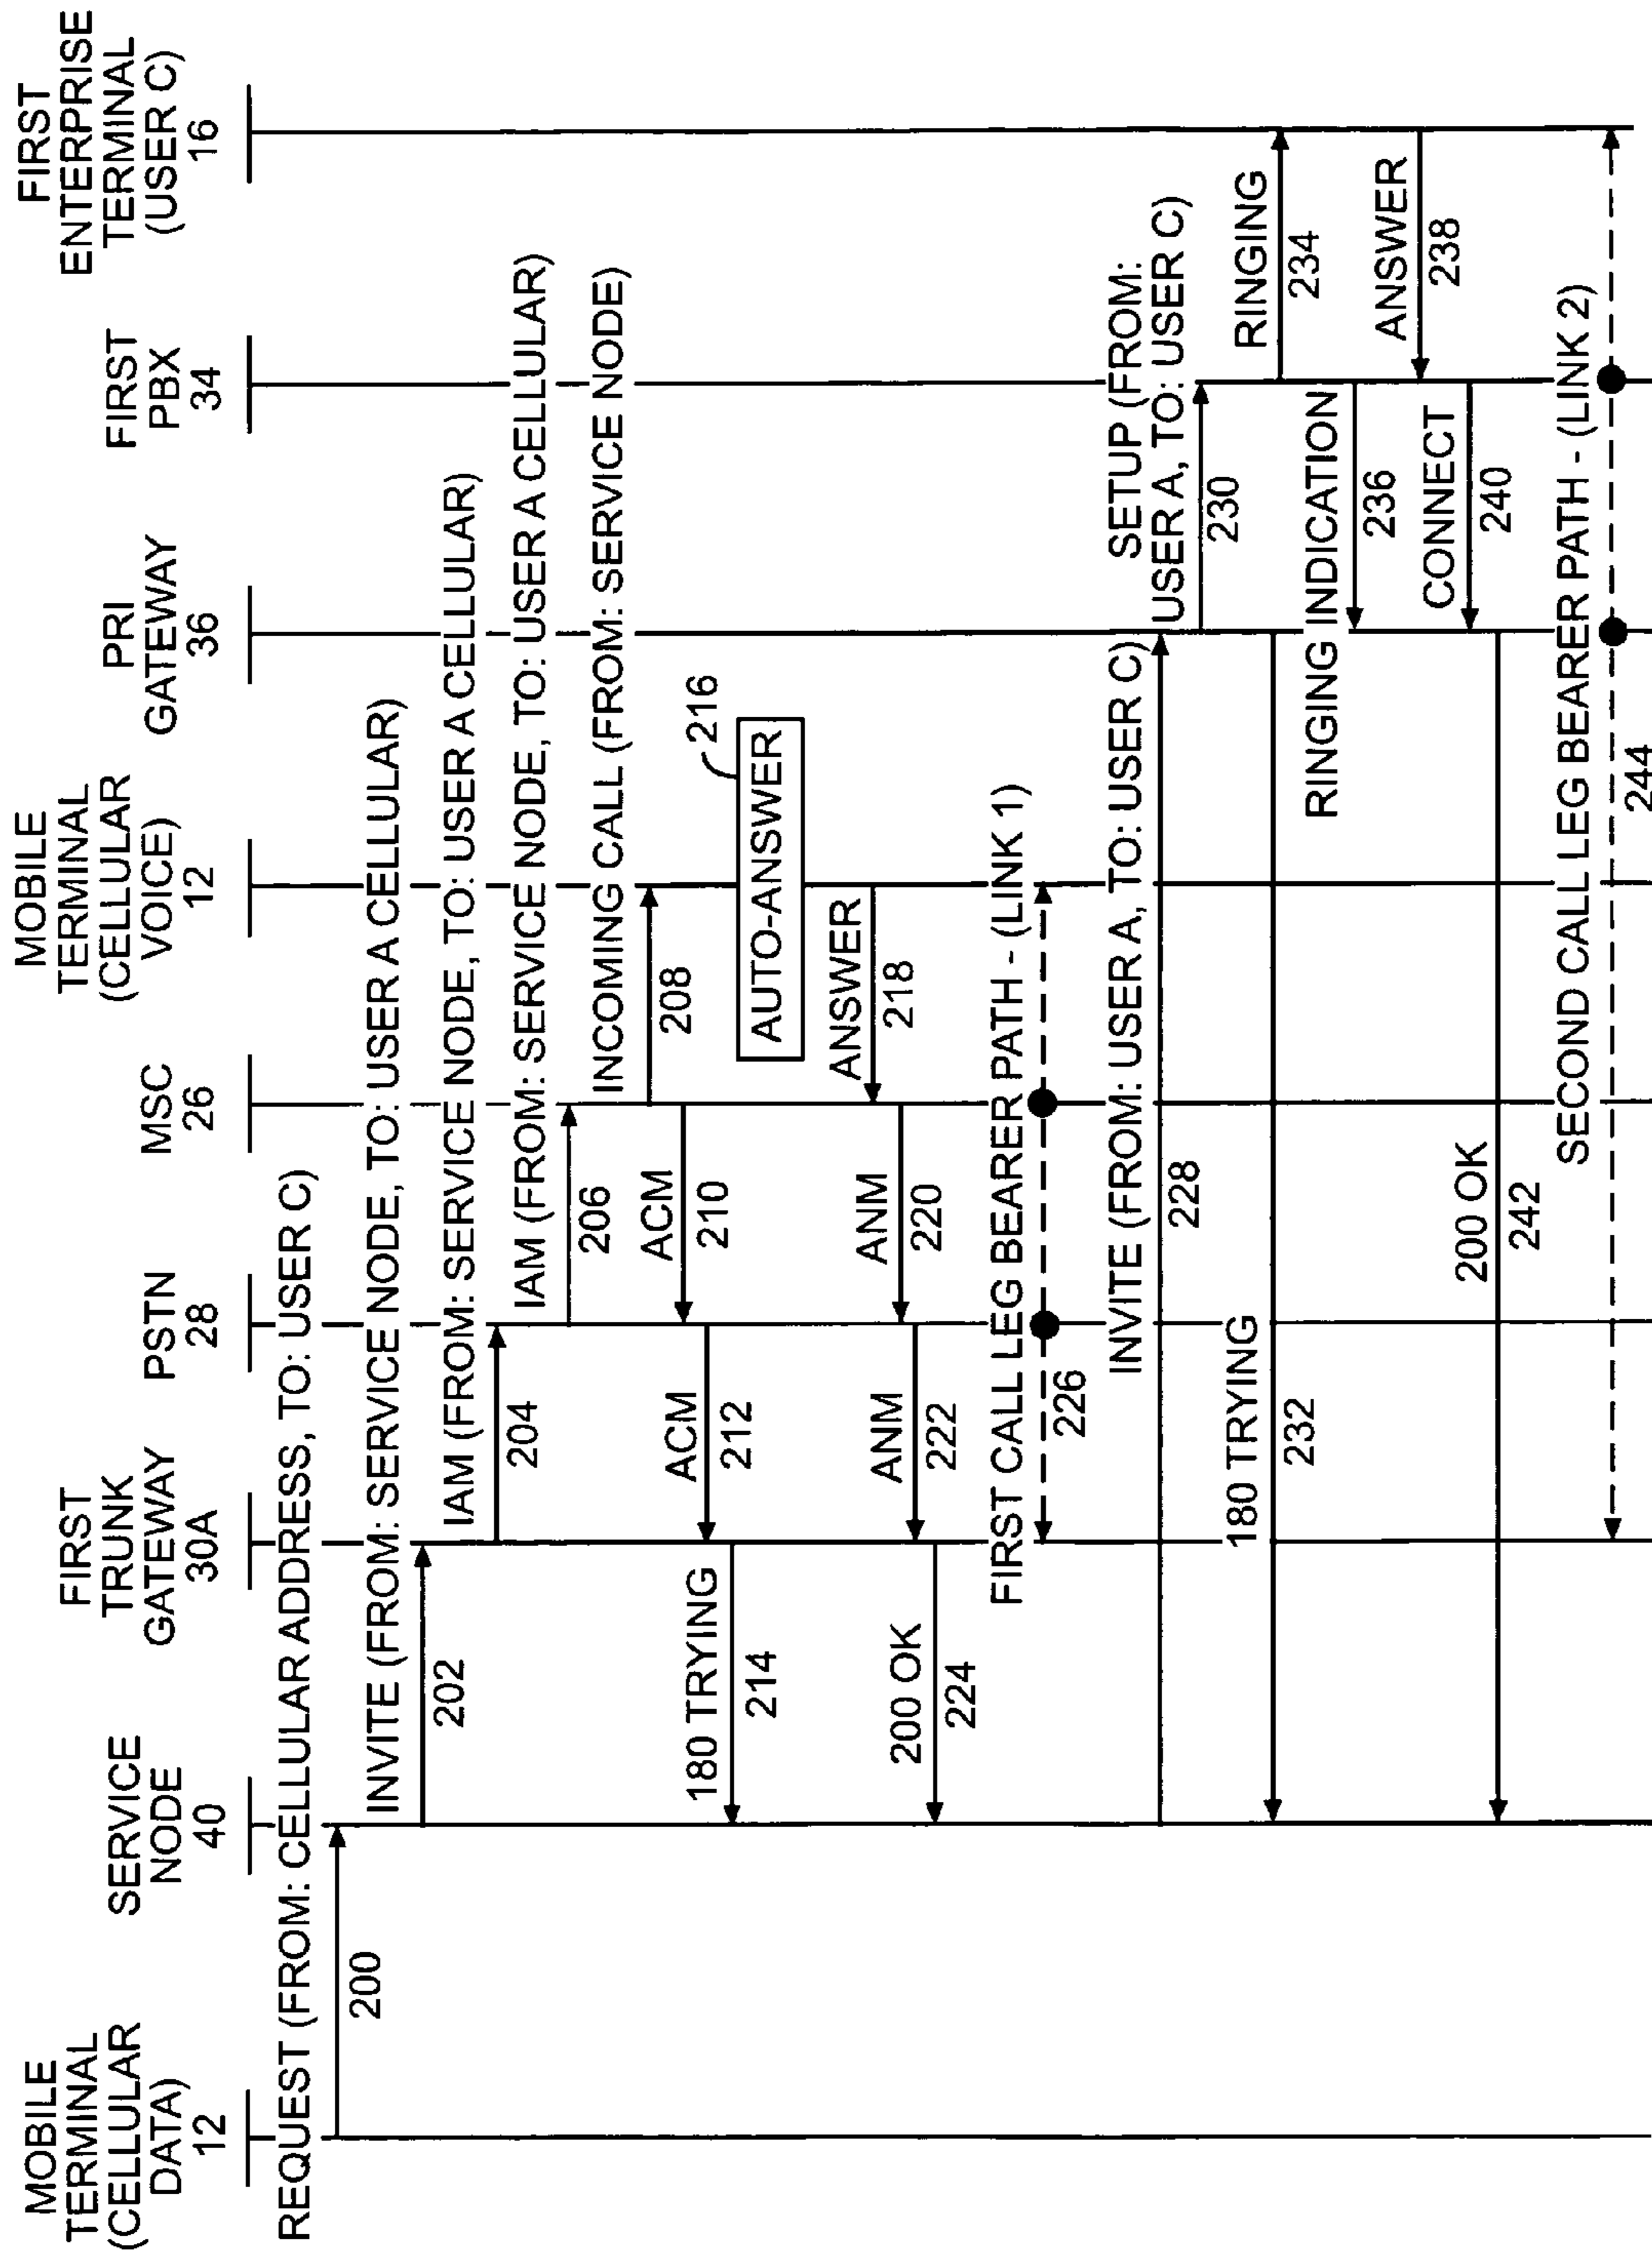 MOBILE
TERMINAL
(CELLULAR
DATA)
12
SERVICE
NODE
40
FIRST
TRUNK
GATEWAY
30A
PSTN
28
MSC
26
MOBILE
TERMINAL
(CELLULAR
VOICE)
12
PRI
GATEWAY
36
FIRST
PBX
34
FIRST
ENTERPRISE
TERMINAL
(USER C)
16
REQUEST (FROM: CELLULAR ADDRESS, TO: USER C)
200
INVITE (FROM: SERVICE NODE, TO: USER A CELLULAR)
202
IAM (FROM: SERVICE NODE, TO: USER A CELLULAR)
204
IAM (FROM: SERVICE NODE, TO: USER A CELLULAR)
206
INCOMING CALL (FROM: SERVICE NODE)
208
ACM
210
ACM
212
180 TRYING
214
216
AUTO-ANSWER
ANSWER
218
ANM
220
ANM
222
200 OK
224
FIRST CALL LEG BEARER PATH - (LINK 1)
226
INVITE (FROM: USER A, TO: USER C)
228
SETUP (FROM:
USER A, TO: USER C)
230
180 TRYING
232
RINGING
234
RINGING INDICATION
236
ANSWER
238
CONNECT
240
200 OK
242
SECOND CALL LEG BEARER PATH - (LINK 2)
244